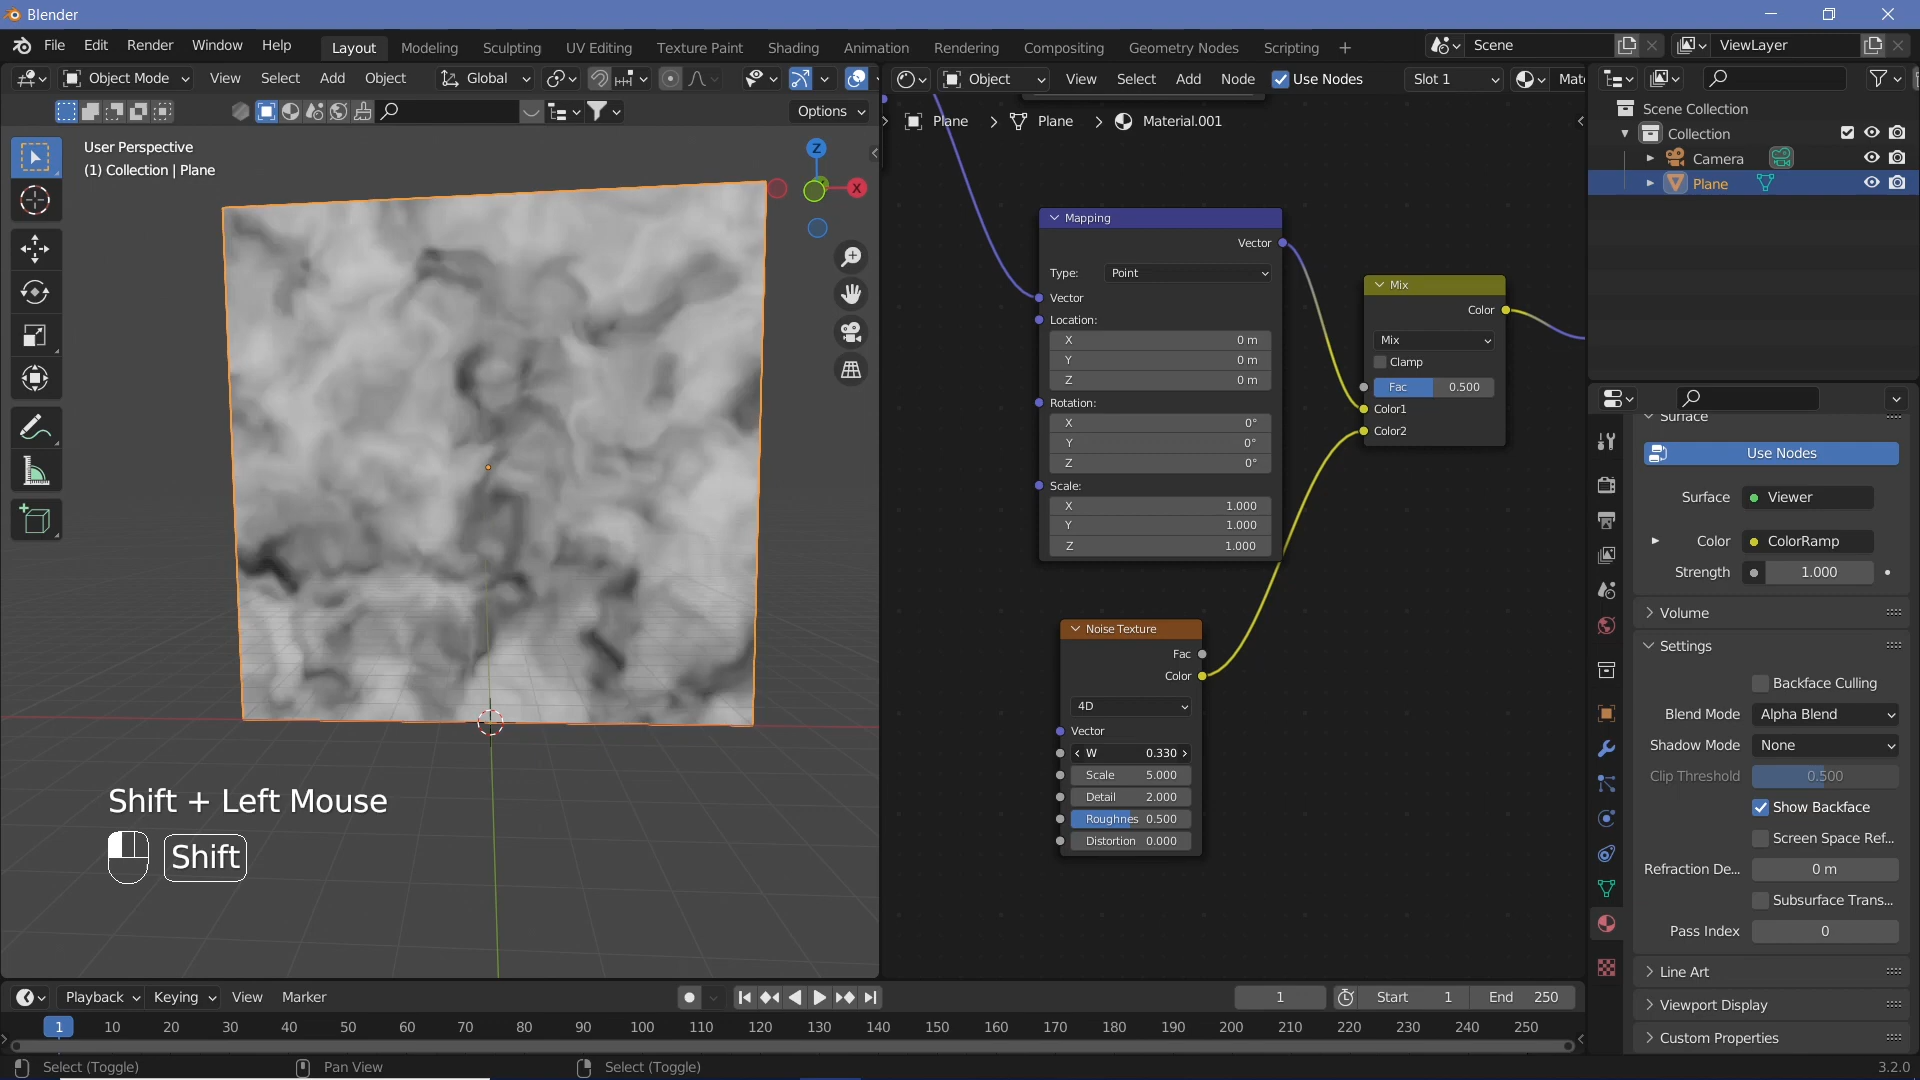 Blender
File Edit Render Window Help
Layout Modeling Sculpting UV Editing Texture Paint Shading Animation Rendering Compositing Geometry Nodes Scripting +
Scene
ViewLayer
Object Mode View Select Add Object Global
Object View Select Add Node Use Nodes Slot 1 Mate
Options
User Perspective
(1) Collection | Plane
Z
X
Plane > Plane > Material.001
Mapping
Vector
Type: Point
Vector
Location:
X 0 m
Y 0 m
Z 0 m
Rotation:
X 0°
Y 0°
Z 0°
Scale:
X 1.000
Y 1.000
Z 1.000
Mix
Color
Mix
Clamp
Fac 0.500
Color1
Color2
Noise Texture
Fac
Color
4D
Vector
W 0.330
Scale 5.000
Detail 2.000
Roughnes 0.500
Distortion 0.000
Shift + Left Mouse
Shift
Scene Collection
Collection
Camera
Plane
Surface
Use Nodes
Surface Viewer
Color ColorRamp
Strength 1.000
Volume
Settings
Backface Culling
Blend Mode Alpha Blend
Shadow Mode None
Clip Threshold 0.500
Show Backface
Screen Space Ref...
Refraction De... 0 m
Subsurface Trans...
Pass Index 0
Line Art
Viewport Display
Custom Properties
Playback Keying View Marker
1 Start 1 End 250
1 10 20 30 40 50 60 70 80 90 100 110 120 130 140 150 160 170 180 190 200 210 220 230 240 250
Select (Toggle) Pan View Select (Toggle) 3.2.0